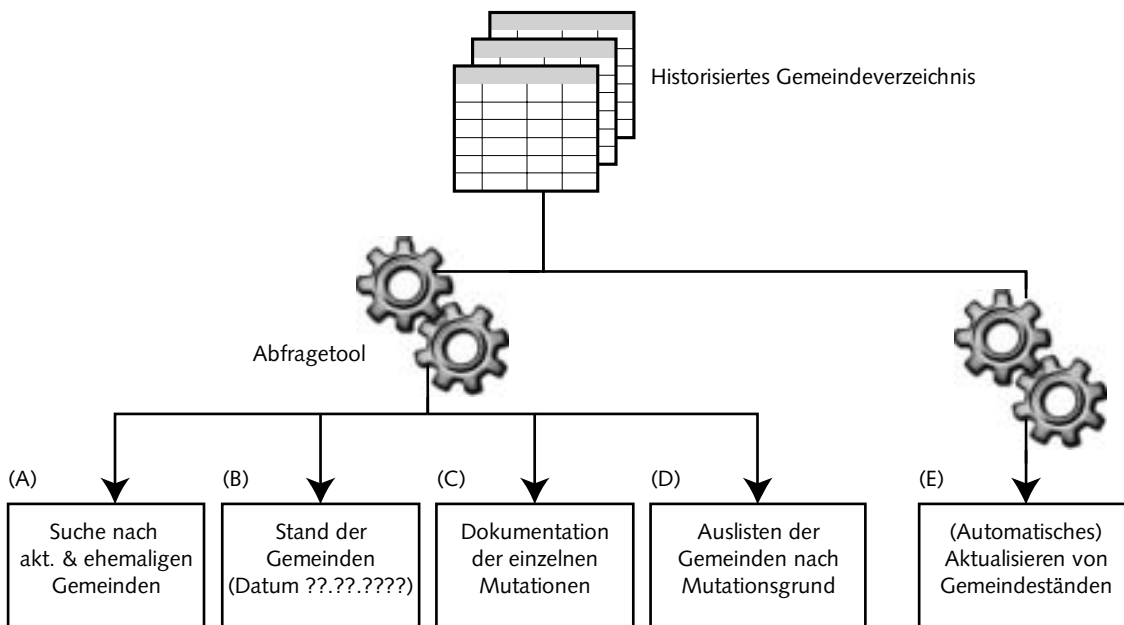 Historisiertes Gemeindeverzeichnis
Abfragetool
(A)
Suche nach
akt. & ehemaligen
Gemeinden
(B)
Stand der
Gemeinden
(Datum ??.??.????)
(C)
Dokumentation
der einzelnen
Mutationen
(D)
Auslisten der
Gemeinden nach
Mutationsgrund
(E)
(Automatisches)
Aktualisieren von
Gemeindeständen